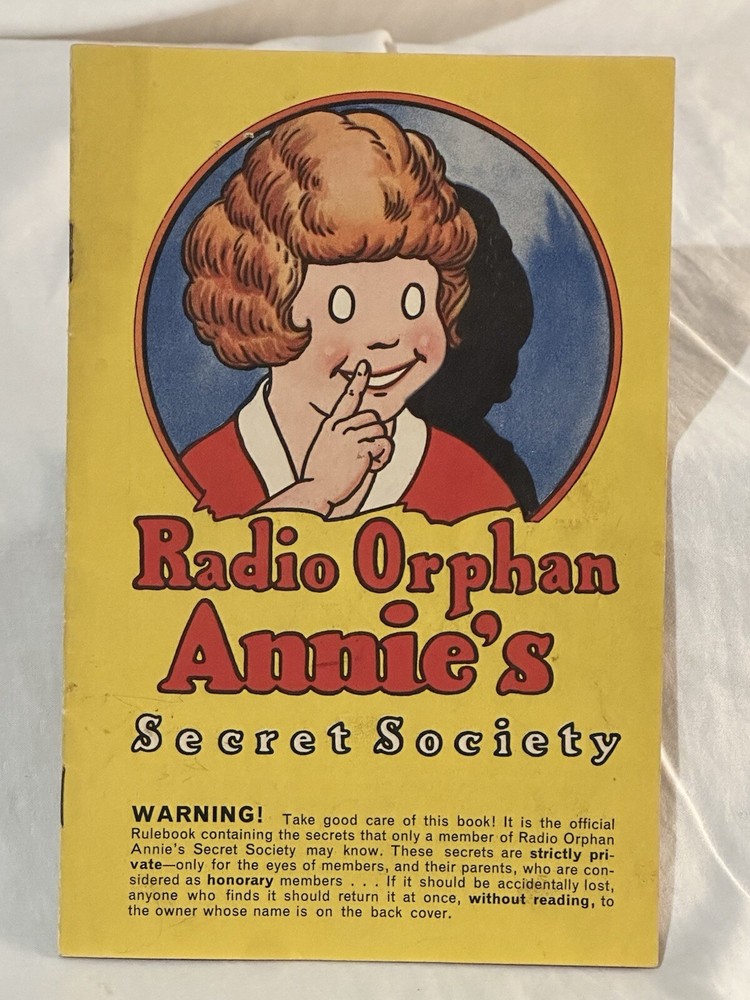 Radio Orphan
Annie's
Secret Society
WARNING! Take good care of this book! It is the official
Rulebook containing the secrets that only a member of Radio Orphan
Annie's Secret Society may know. These secrets are strictly pri-
vate—only for the eyes of members, and their parents, who are con-
sidered as honorary members . . . If it should be accidentally lost,
anyone who finds it should return it at once, without reading, to
the owner whose name is on the back cover.